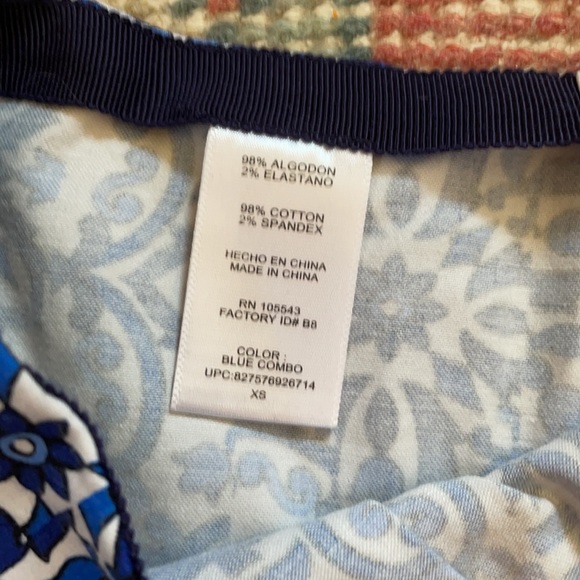 98% ALGODON
2% ELASTANO
98% COTTON
2% SPANDEX
HECHO EN CHINA
MADE IN CHINA
RN 105543
FACTORY ID# B8
COLOR :
BLUE COMBO
UPC:827576926714
XS